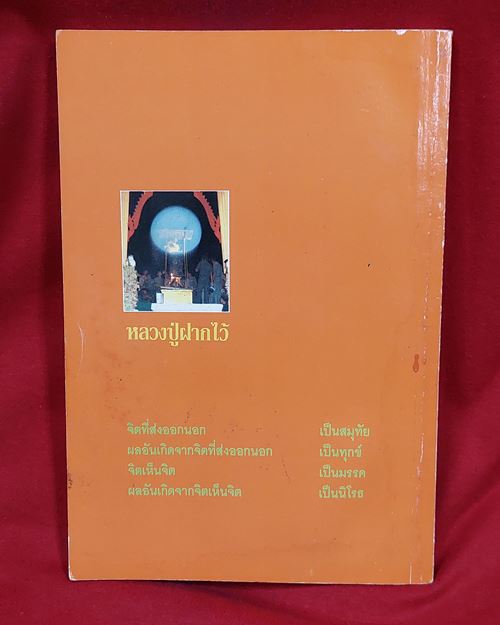 หลวงปู่ฝากไว้
จิตที่ส่งออกนอก เป็นสมุทัย
ผลอันเกิดจากจิตที่ส่งออกนอก เป็นทุกข์
จิตเห็นจิต เป็นมรรค
ผลอันเกิดจากจิตเห็นจิต เป็นนิโรธ